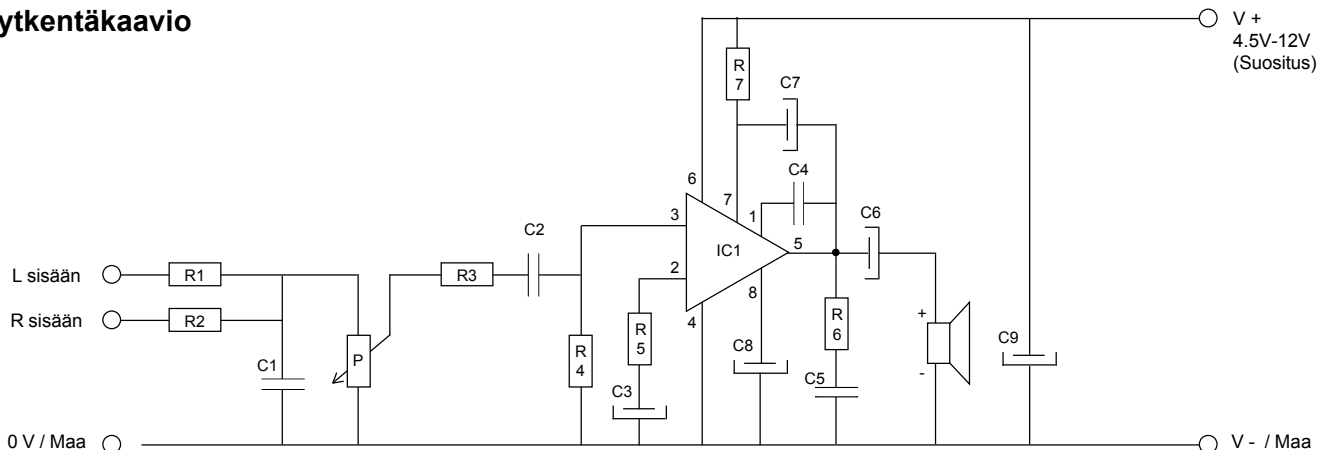 ytkentäkaavio
V +
4.5V-12V
(Suositus)
R
7
C7
C4
6
7
1
3
C6
C2
IC1
5
L sisään
R1
R3
2
8
R sisään
R2
R
5
R
6
+
4
C1
P
R
4
C8
C9
C3
C5
-
0 V / Maa
V - / Maa